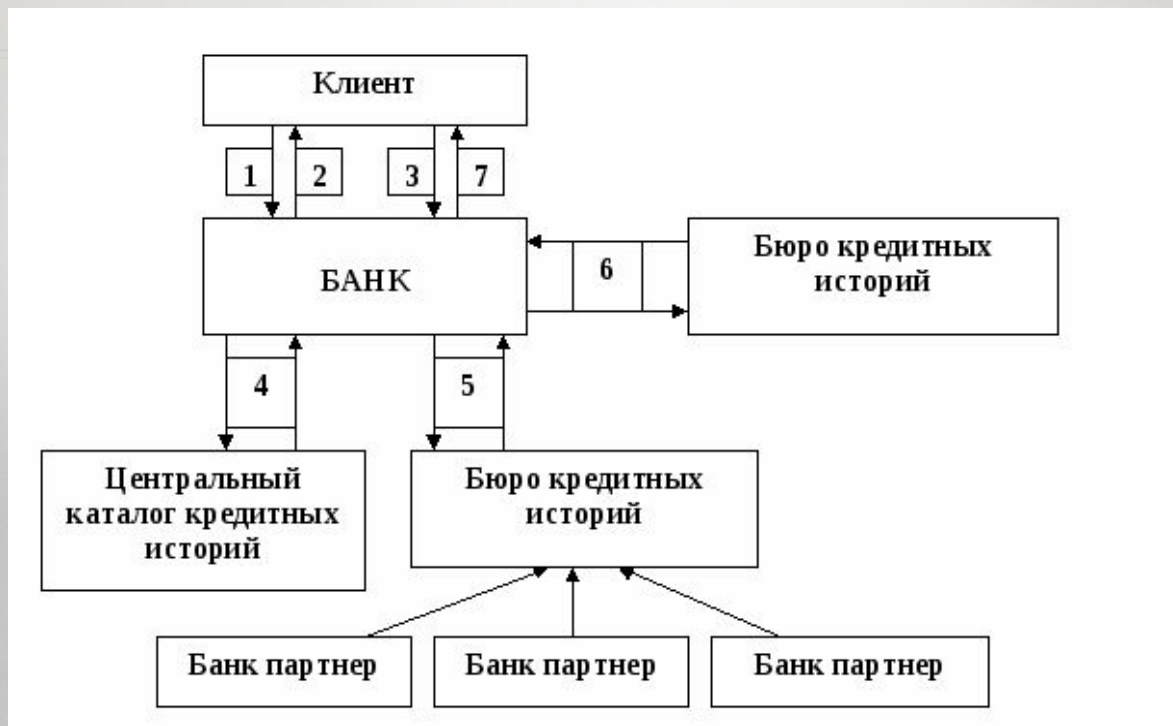 Клиент
1
2
3
7
БАНК
6
Бюро кредитных
историй
4
5
Центральный
каталог кредитных
историй
Бюро кредитных
историй
Банк партнер
Банк партнер
Банк партнер